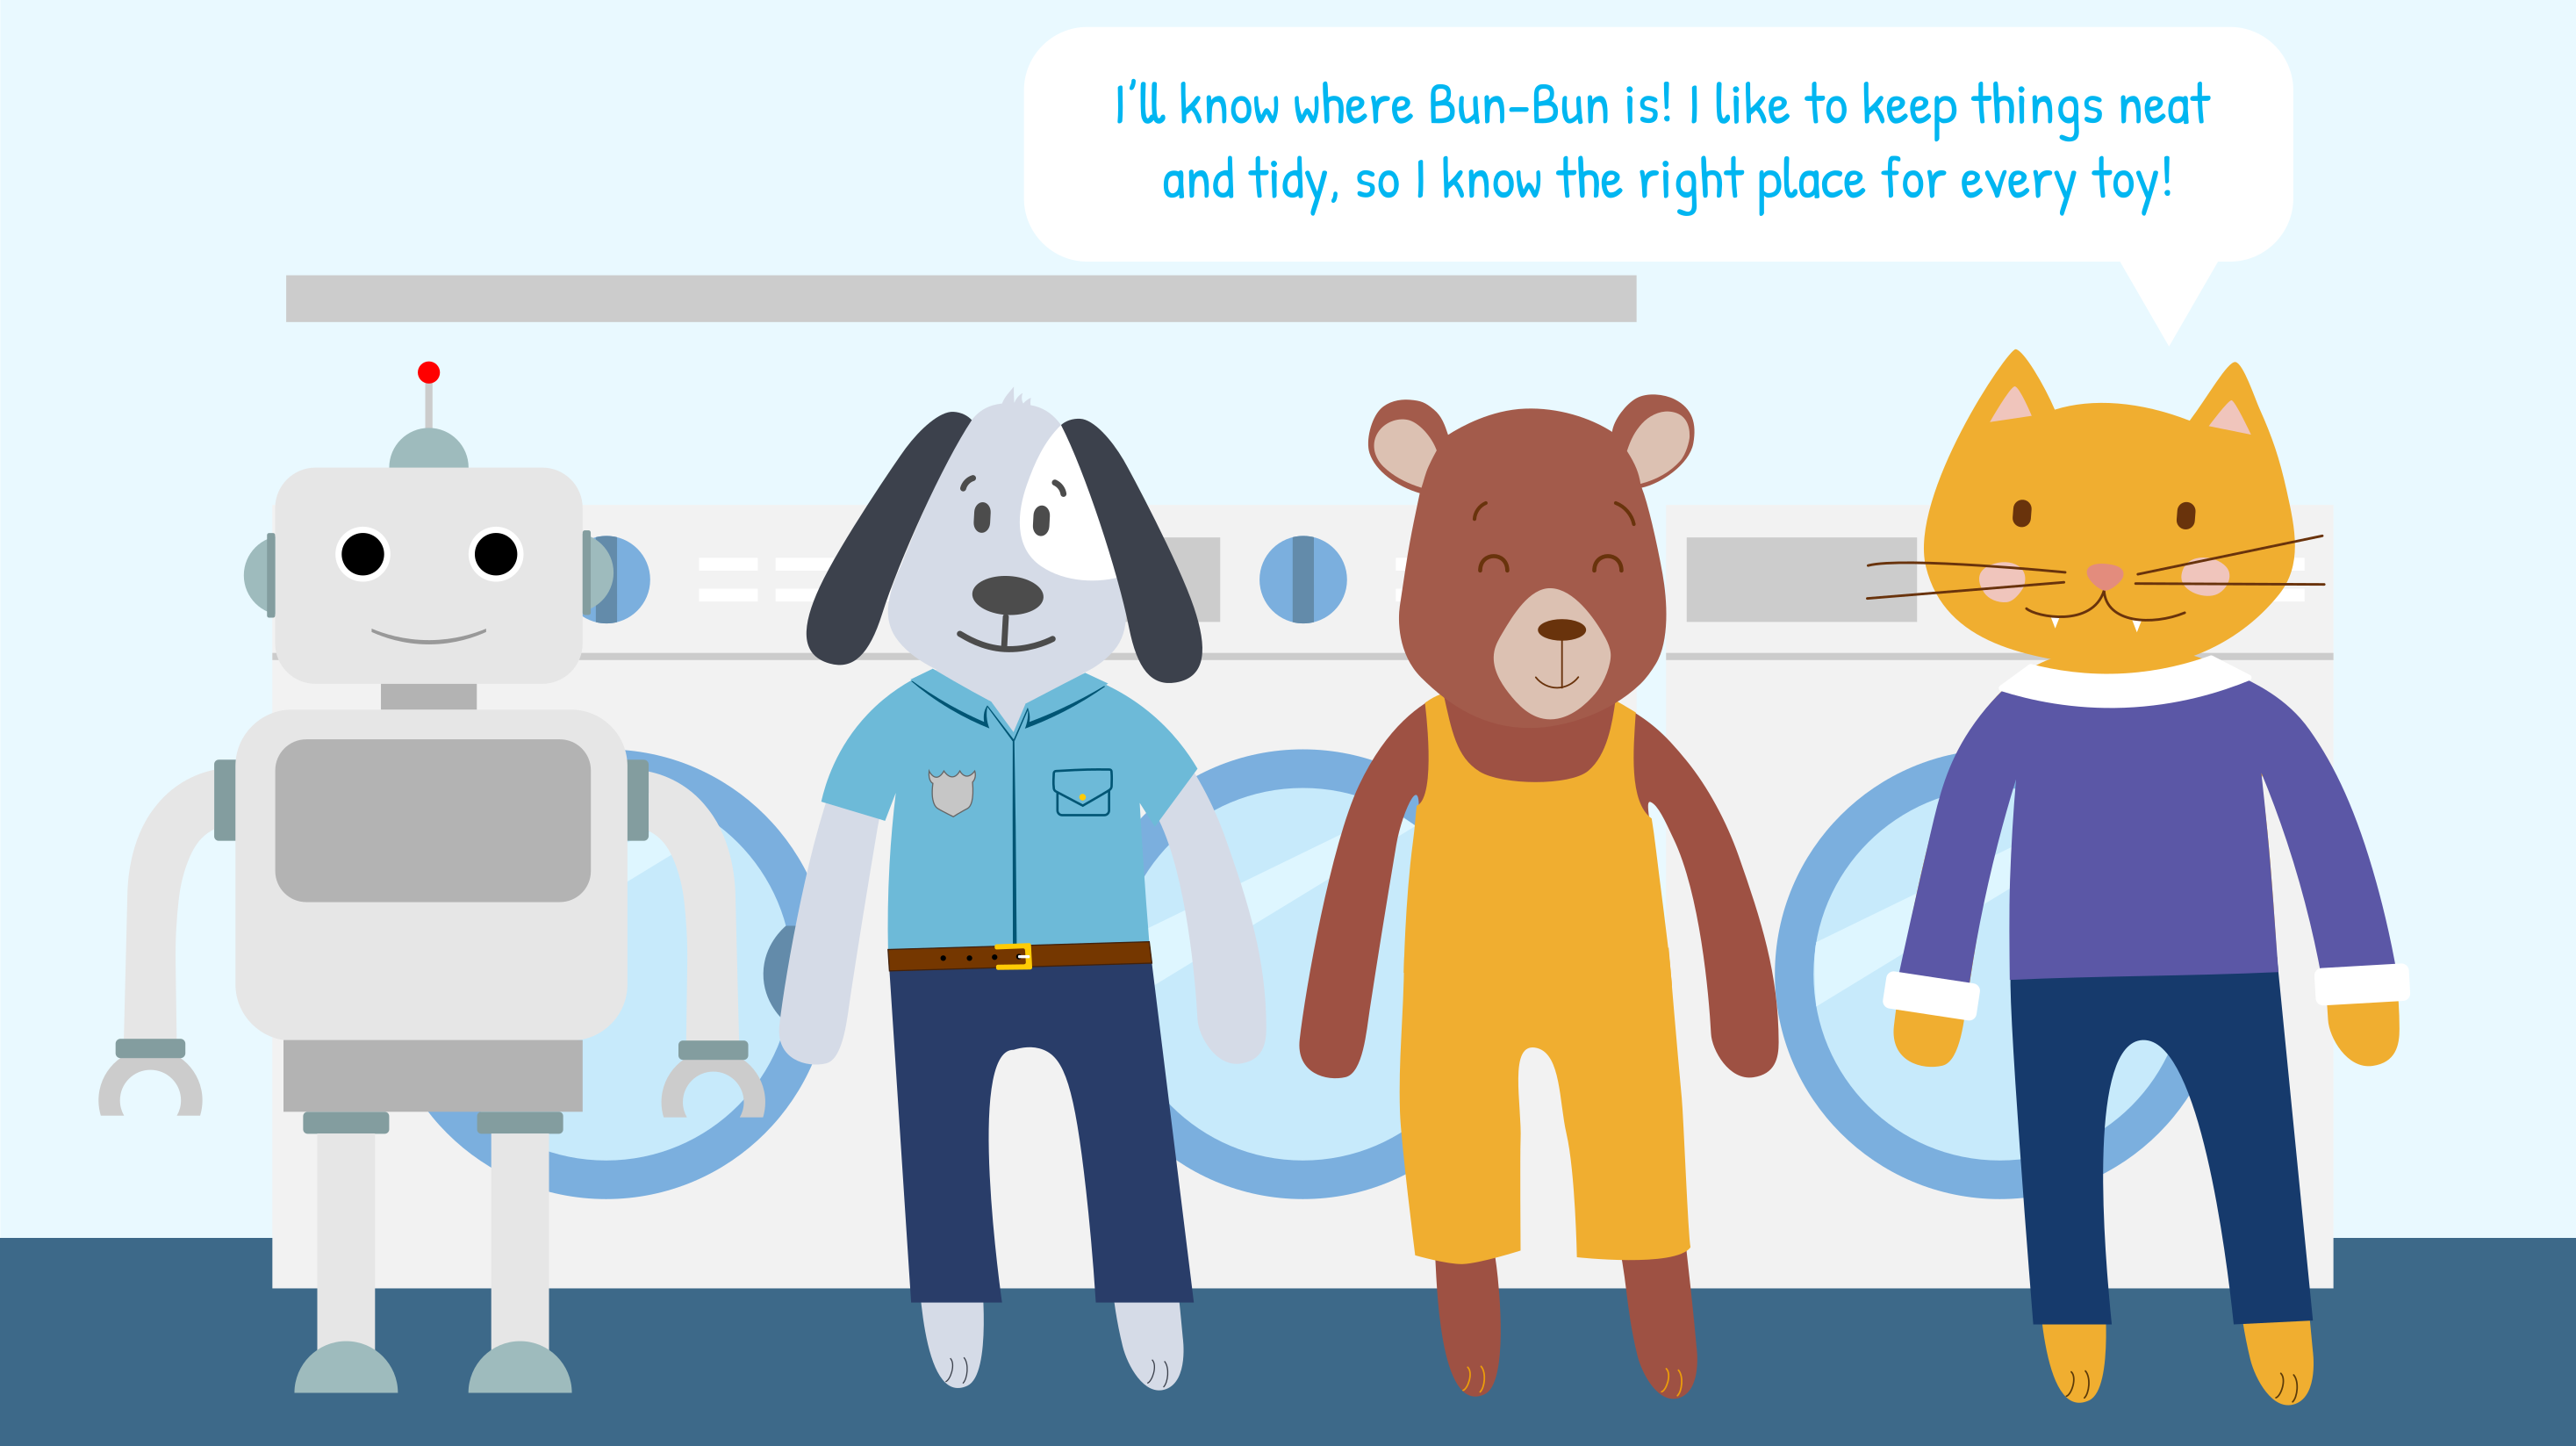 I'll know where Bun-Bun is! I like to keep things neat
and tidy, so I know the right place for every toy!